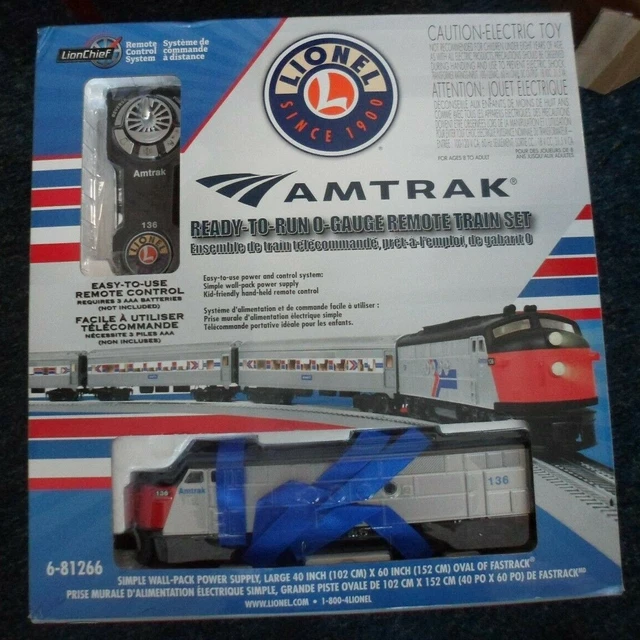 LionChief
Remote
Control
System
Système de
commande
à distance
LIONEL
L
SINCE 1900
CAUTION-ELECTRIC TOY
ATTENTION: JOUET ÉLECTRIQUE
FOR AGES 8 TO ADULT
Amtrak
136
LIONEL
AMTRAK®
READY-TO-RUN O-GAUGE REMOTE TRAIN SET
Ensemble de train télécommandé, prêt-à-l'emploi, de gabarit O
Easy-to-use power and control system:
Simple wall-pack power supply
Kid-friendly hand-held remote control
Système d'alimentation et de commande facile à utiliser :
Prise murale d'alimentation électrique simple
Télécommande portative idéale pour les enfants.
EASY-TO-USE
REMOTE CONTROL
REQUIRES 3 AAA BATTERIES
(NOT INCLUDED)
FACILE À UTILISER
TÉLÉCOMMANDE
NÉCESSITE 3 PILES AAA
(NON INCLUSES)
136
Amtrak
136
6-81266
SIMPLE WALL-PACK POWER SUPPLY, LARGE 40 INCH (102 CM) X 60 INCH (152 CM) OVAL OF FASTRACK®
PRISE MURALE D'ALIMENTATION ÉLECTRIQUE SIMPLE, GRANDE PISTE OVALE DE 102 CM X 152 CM (40 PO X 60 PO) DE FASTRACK MD
WWW.LIONEL.COM • 1-800-4LIONEL